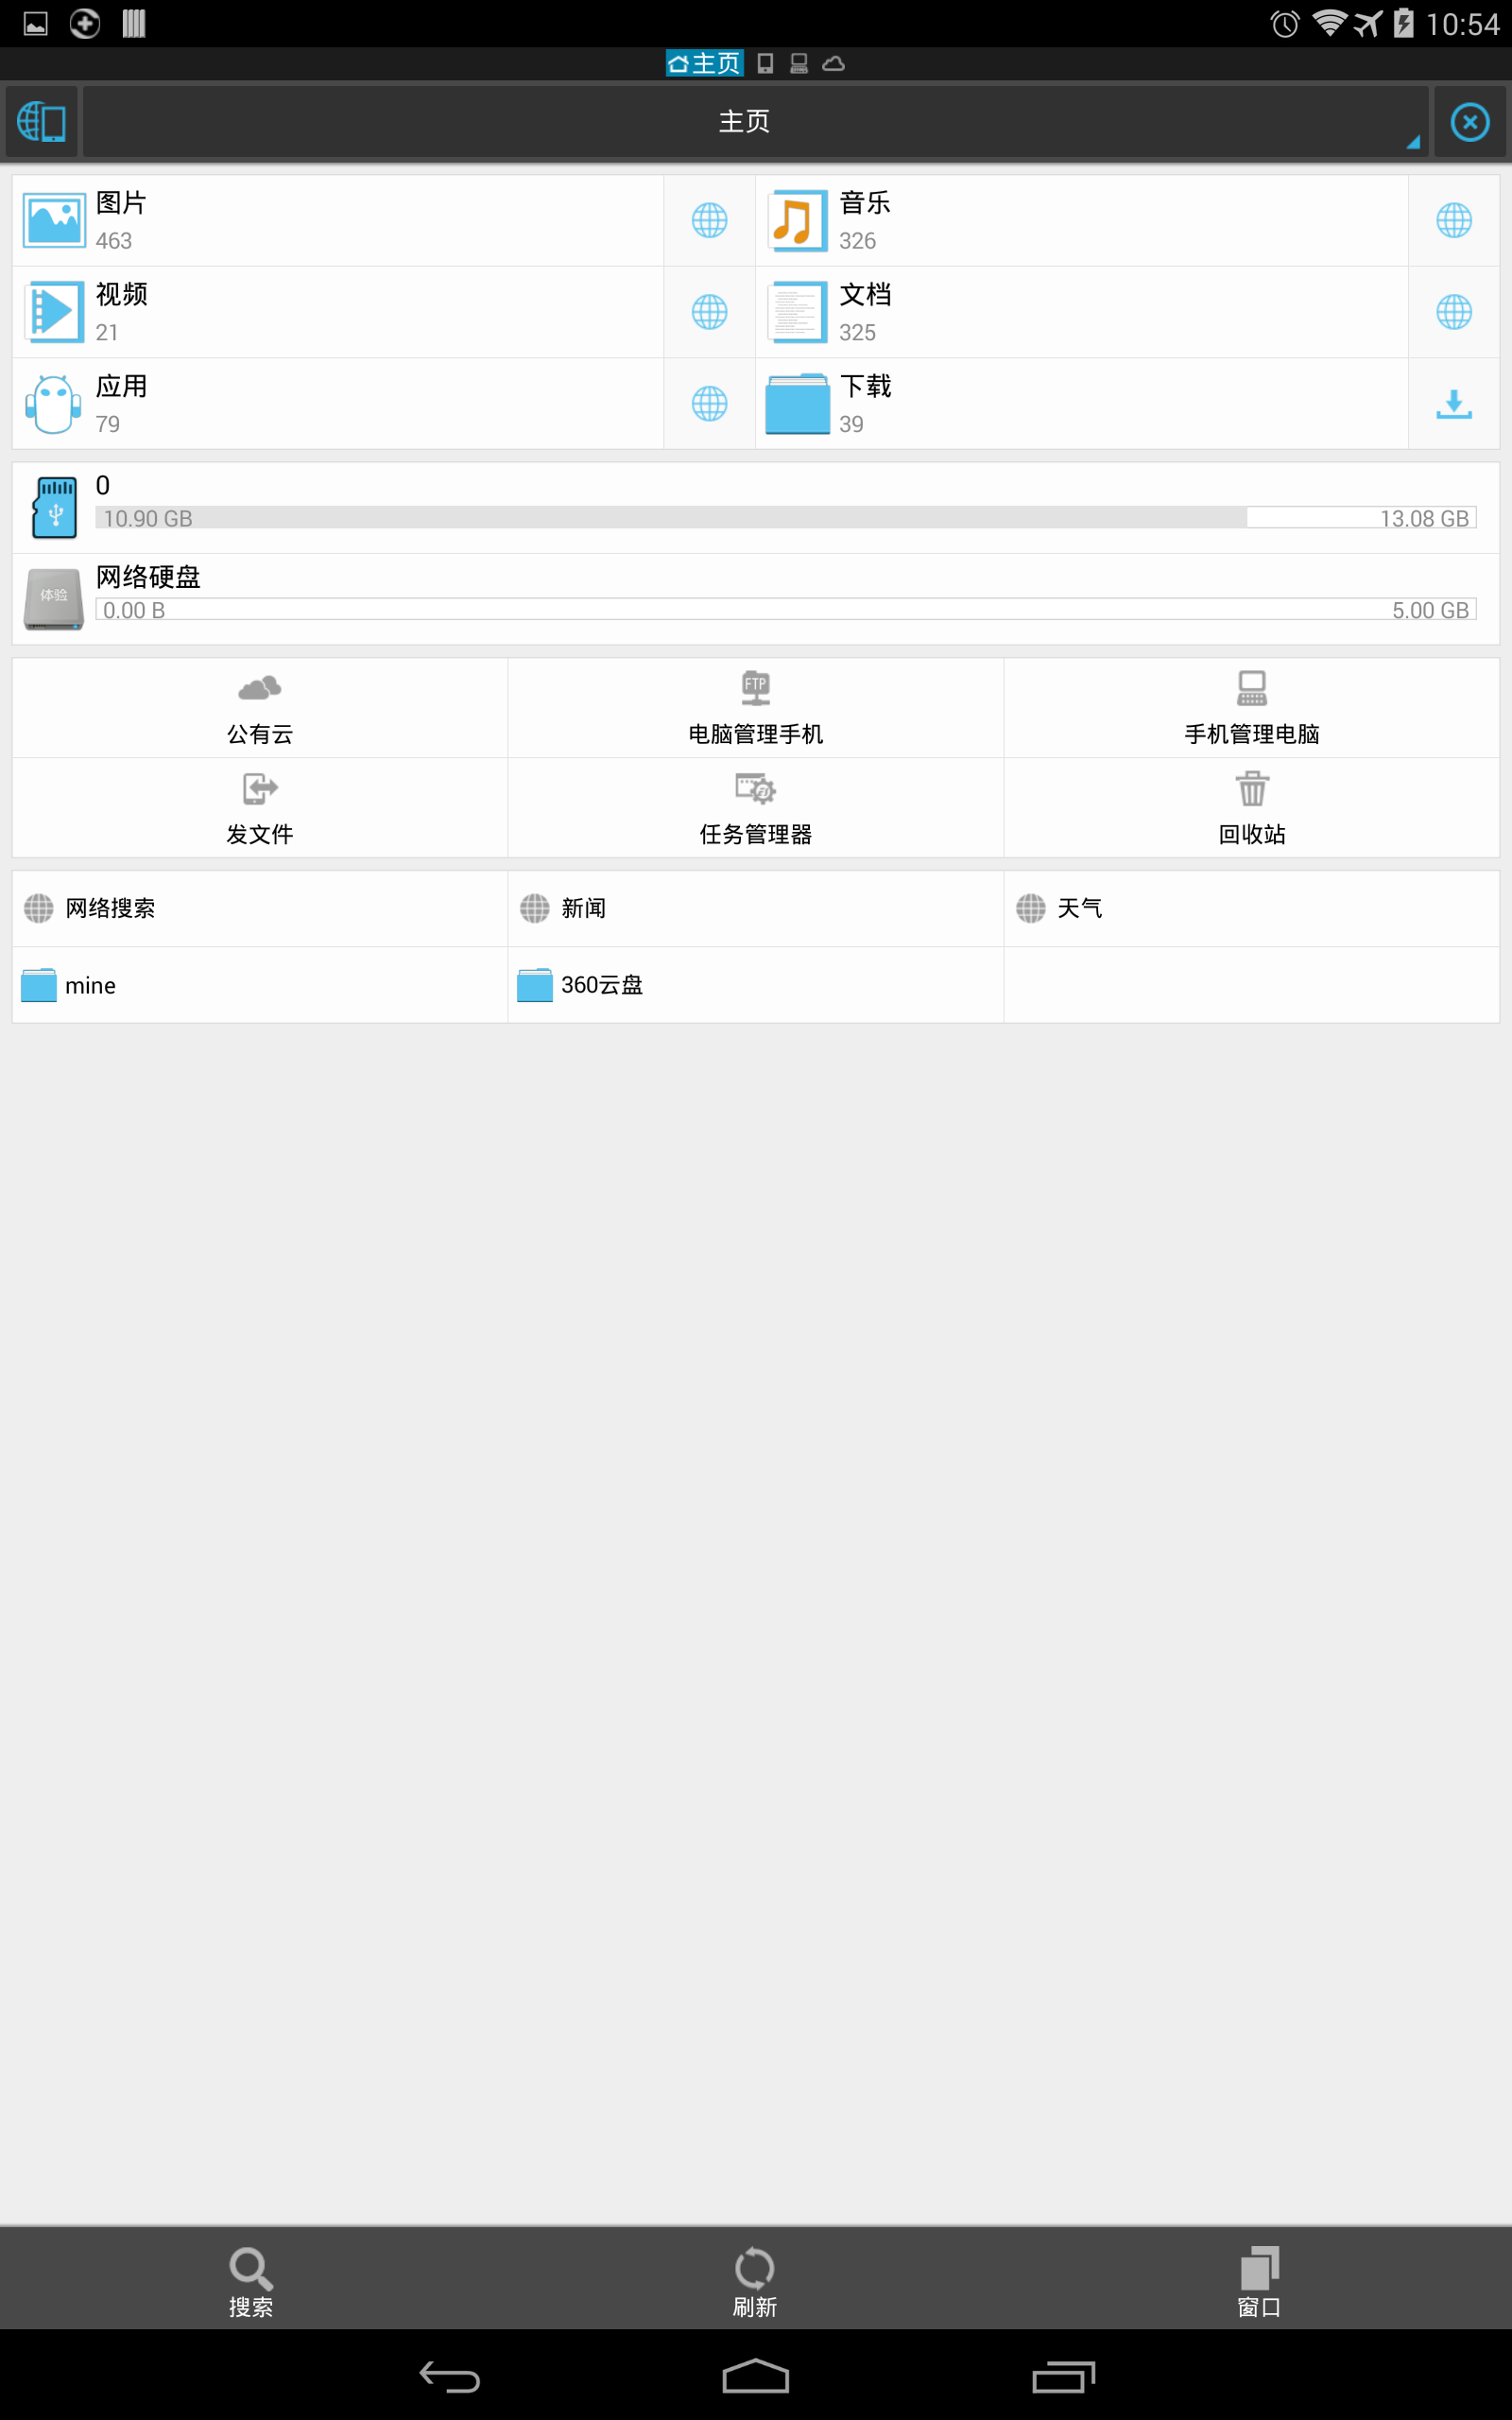 10:54
主页
主页
图片
463
音乐
326
视频
21
文档
325
应用
79
下载
39
0
10.90 GB
13.08 GB
体验
网络硬盘
0.00 B
5.00 GB
公有云
FTP
电脑管理手机
手机管理电脑
发文件
任务管理器
回收站
网络搜索
新闻
天气
mine
360云盘
搜索
刷新
窗口